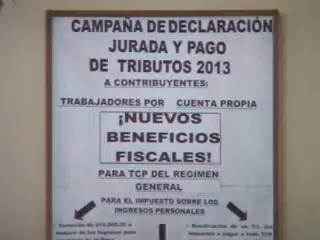 CAMPAÑA DE DECLARACIÓN
JURADA Y PAGO
DE TRIBUTOS 2013
A CONTRIBUYENTES:
TRABAJADORES POR CUENTA PROPIA
¡NUEVOS
BENEFICIOS
FISCALES!
PARA TCP DEL REGIMEN
GENERAL
PARA EL IMPUESTO SOBRE LOS
INGRESOS PERSONALES